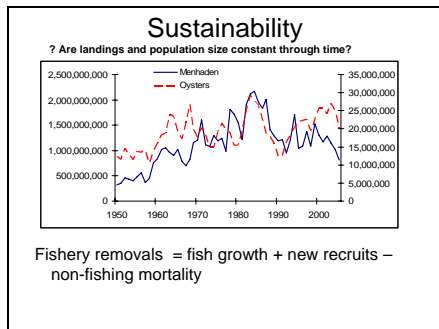 Sustainability
? Are landings and population size constant through time?
Menhaden
Oysters
2,500,000,000
2,000,000,000
1,500,000,000
1,000,000,000
500,000,000
0
35,000,000
30,000,000
25,000,000
20,000,000
15,000,000
10,000,000
5,000,000
0
1950 1960 1970 1980 1990 2000
Fishery removals = fish growth + new recruits –
non-fishing mortality